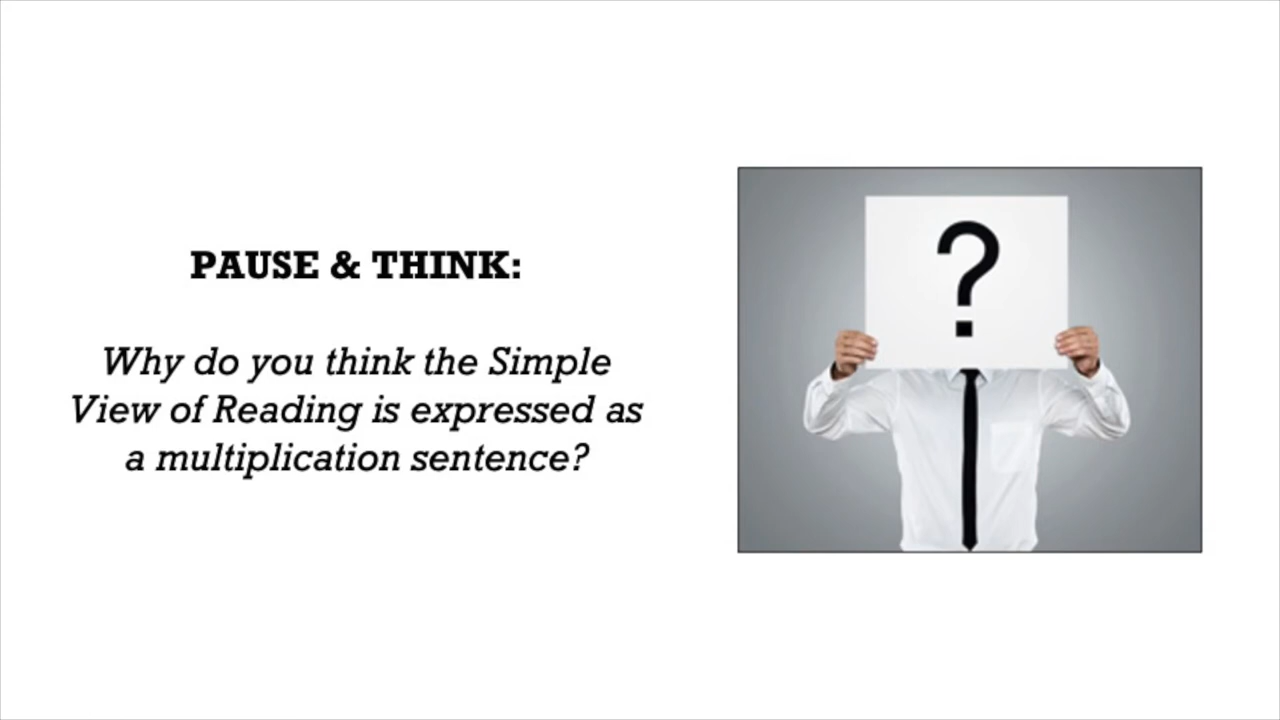 PAUSE & THINK:
Why do you think the Simple
View of Reading is expressed as
a multiplication sentence?
?